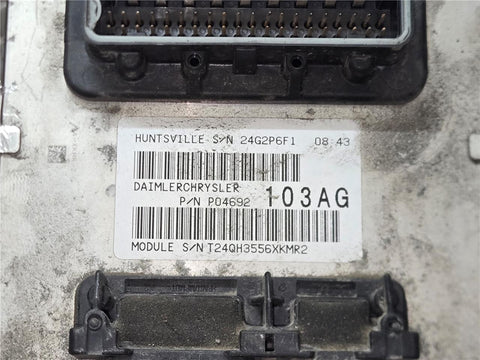 HUNTSVILLE S/N 24G2P6F1 08:43
DAIMLERCHRYSLER
P/N P04692 103AG
MODULE S/N T24QH3556XKMR2